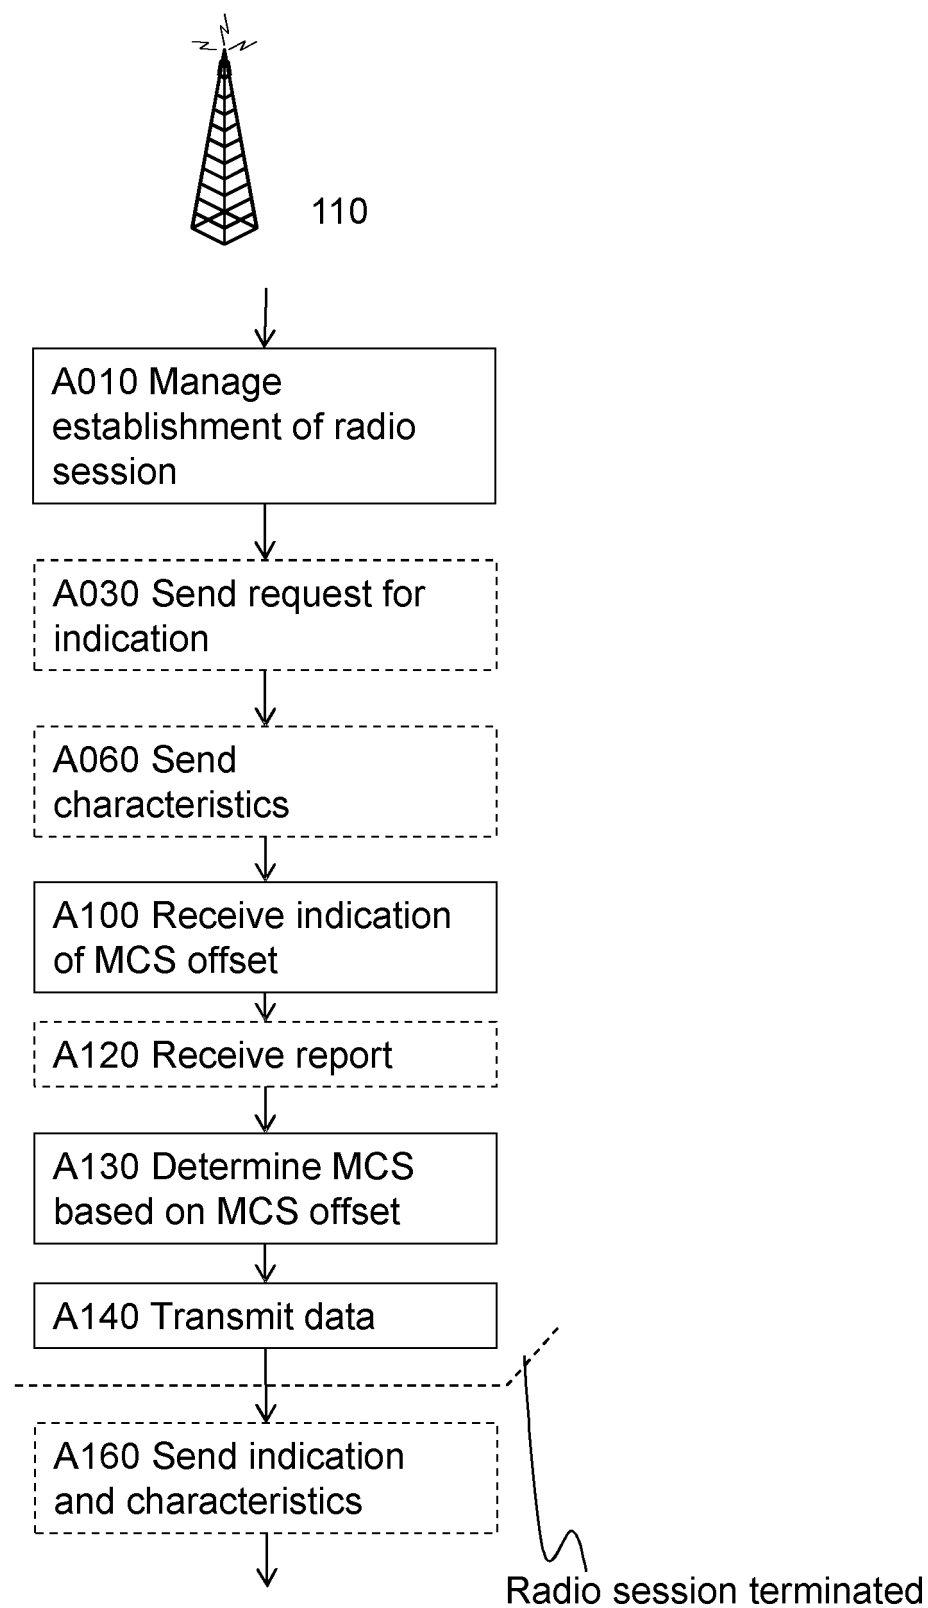 110
A010 Manage
establishment of radio
session
A030 Send request for
indication
A060 Send
characteristics
A100 Receive indication
of MCS offset
A120 Receive report
A130 Determine MCS
based on MCS offset
A140 Transmit data
A160 Send indication
and characteristics
Radio session terminated